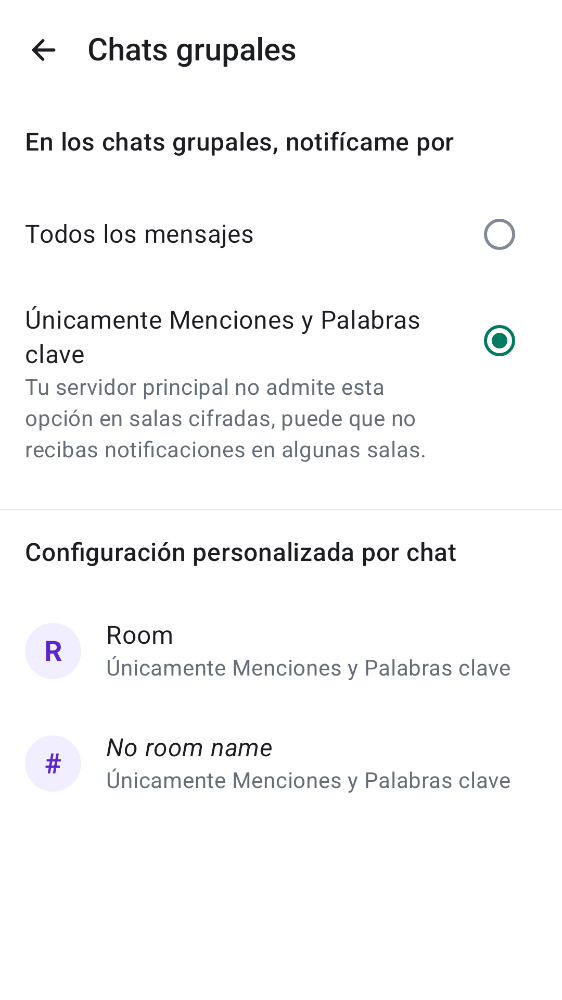 Chats grupales
En los chats grupales, notifícame por
Todos los mensajes
Únicamente Menciones y Palabras
clave
Tu servidor principal no admite esta
opción en salas cifradas, puede que no
recibas notificaciones en algunas salas.
Configuración personalizada por chat
R
Room
Únicamente Menciones y Palabras clave
#
No room name
Únicamente Menciones y Palabras clave